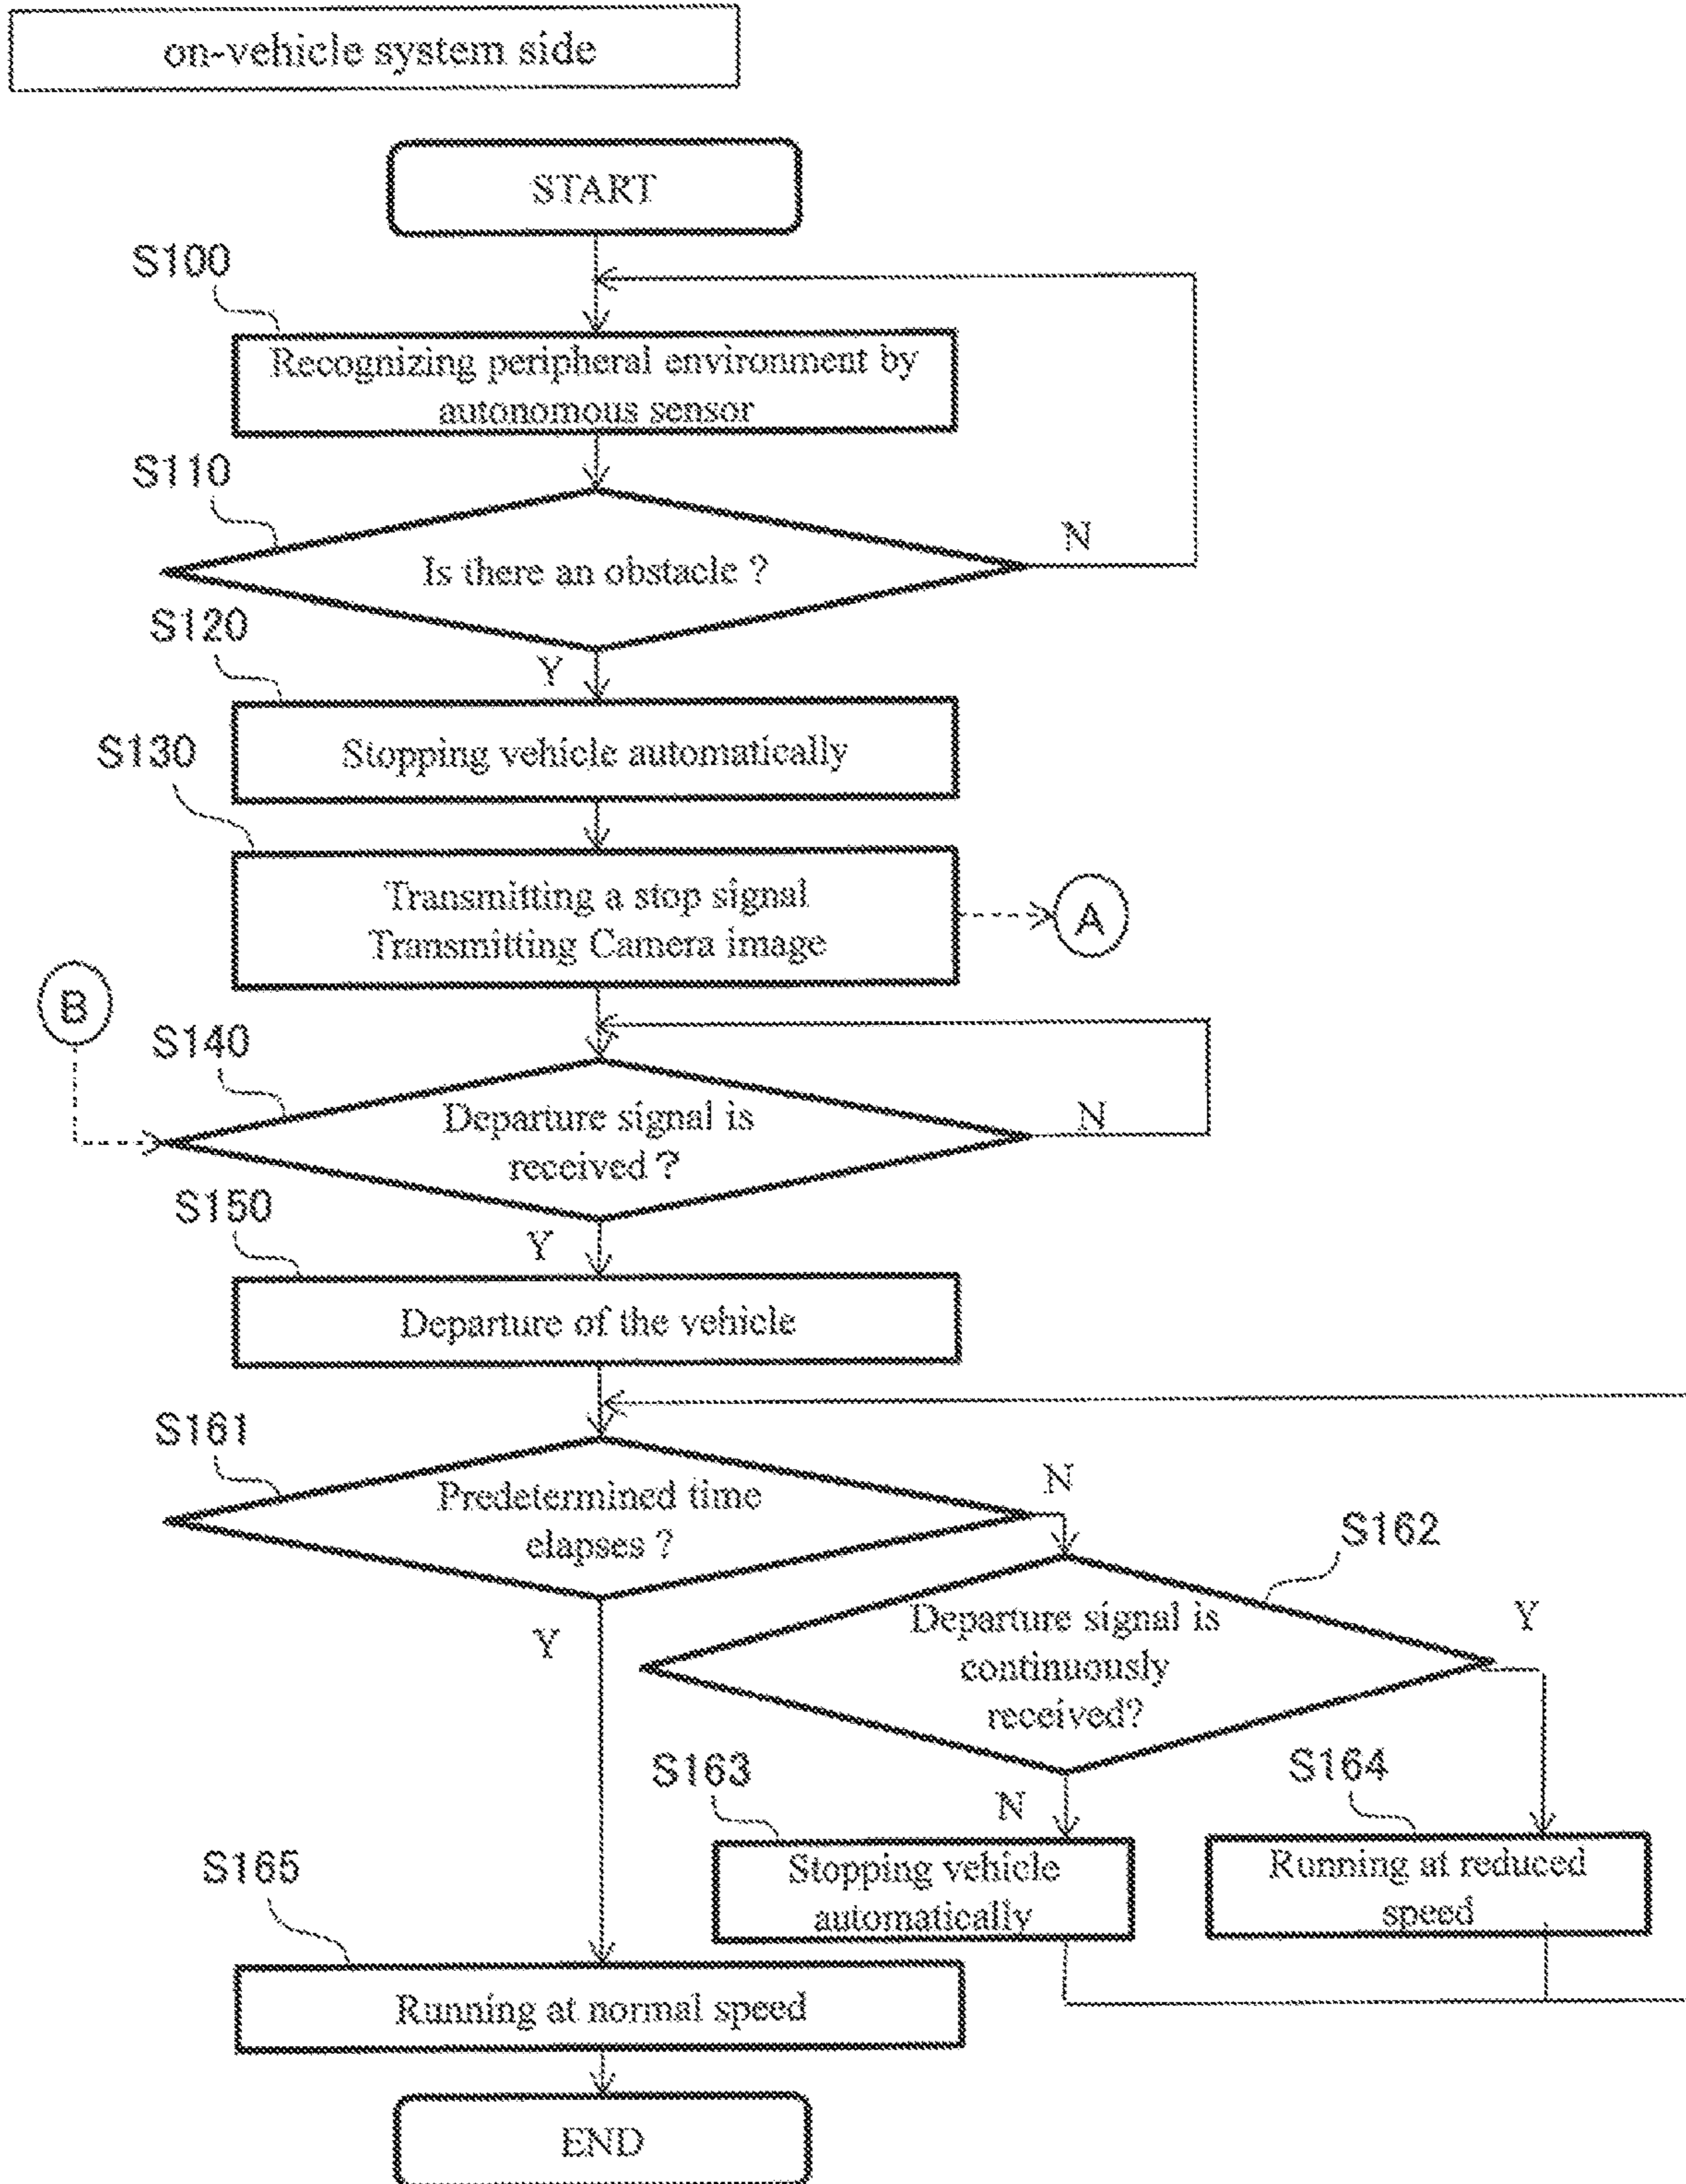 on-vehicle system side
START
S100
Recognizing peripheral environment by
autonomous sensor
S110
Is there an obstacle ?
N
S120
Y
Stopping vehicle automatically
S130
Transmitting a stop signal
Transmitting Camera image
A
B
S140
Departure signal is
received ?
N
S150
Y
Departure of the vehicle
S161
Predetermined time
elapses ?
N
S162
Departure signal is
continuously
received?
Y
Y
S163
N
S164
Stopping vehicle
automatically
Running at reduced
speed
S165
Running at normal speed
END